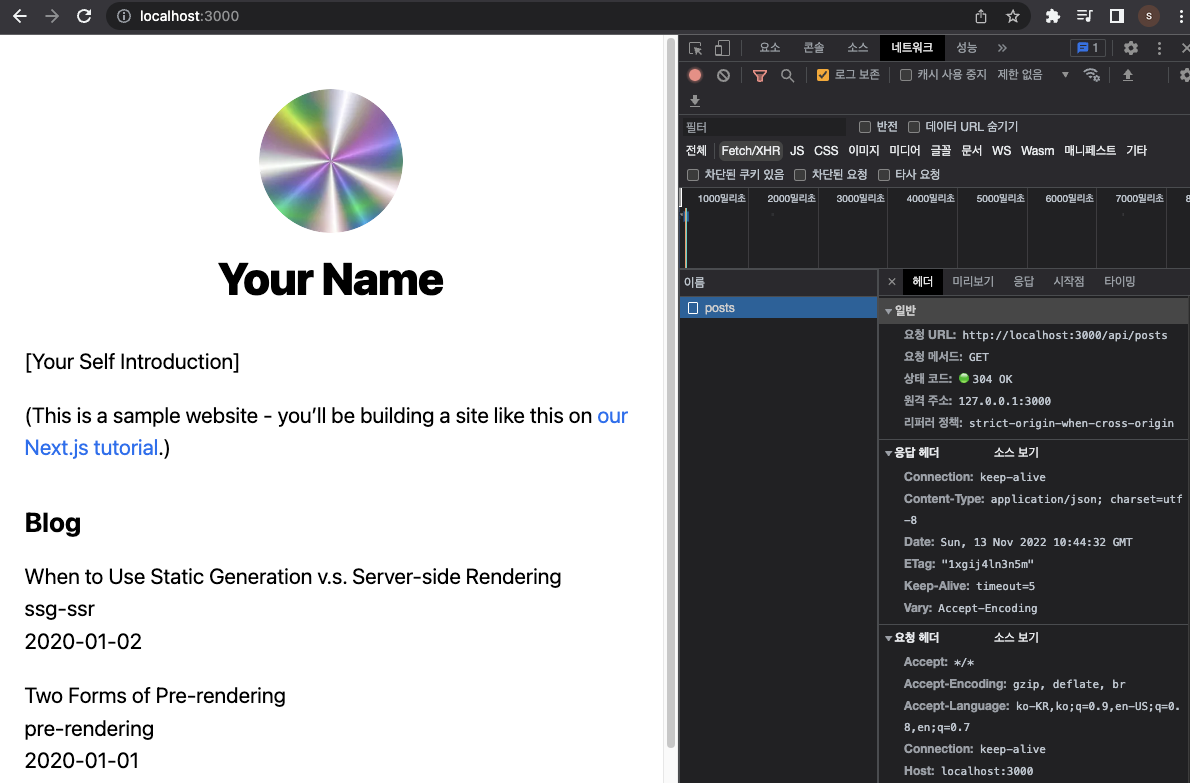 localhost:3000
s
요소 콘솔 소스 네트워크 성능 » 1
로그 보존 캐시 사용 중지 제한 없음
필터 반전 데이터 URL 숨기기
전체 Fetch/XHR JS CSS 이미지 미디어 글꼴 문서 WS Wasm 매니페스트 기타
차단된 쿠키 있음 차단된 요청 타사 요청
1000밀리초 2000밀리초 3000밀리초 4000밀리초 5000밀리초 6000밀리초 7000밀리초 8
이름
posts
헤더 미리보기 응답 시작점 타이밍
일반
요청 URL: http://localhost:3000/api/posts
요청 메서드: GET
상태 코드: 304 OK
원격 주소: 127.0.0.1:3000
리퍼러 정책: strict-origin-when-cross-origin
응답 헤더 소스 보기
Connection: keep-alive
Content-Type: application/json; charset=utf
-8
Date: Sun, 13 Nov 2022 10:44:32 GMT
ETag: "1xgij4ln3n5m"
Keep-Alive: timeout=5
Vary: Accept-Encoding
요청 헤더 소스 보기
Accept: */*
Accept-Encoding: gzip, deflate, br
Accept-Language: ko-KR,ko;q=0.9,en-US;q=0.
8,en;q=0.7
Connection: keep-alive
Host: localhost:3000
Your Name
[Your Self Introduction]
(This is a sample website - you’ll be building a site like this on our
Next.js tutorial.)
Blog
When to Use Static Generation v.s. Server-side Rendering
ssg-ssr
2020-01-02
Two Forms of Pre-rendering
pre-rendering
2020-01-01